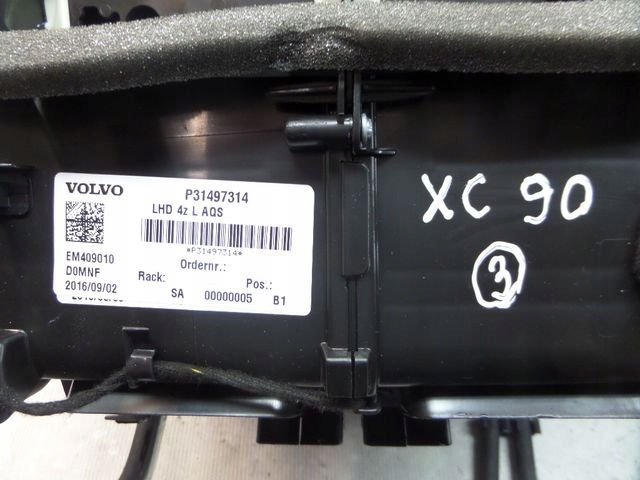 VOLVO P31497314
LHD 4z L AQS
*P31497314*
EM409010
D0MNF
2016/09/02
Ordernr.:
Rack: Pos.:
SA 00000005 B1
XC 90
3